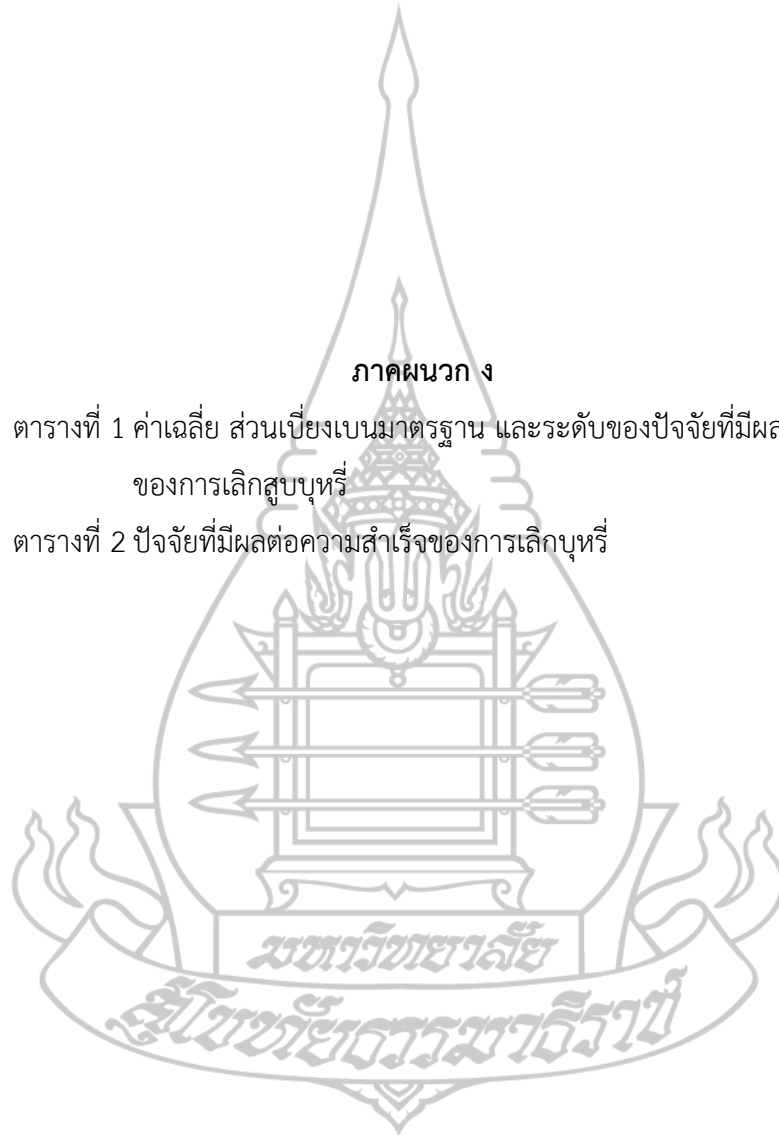 ภาคผนวก ง
ตารางที่ 1 ค่าเฉลี่ย ส่วนเบี่ยงเบนมาตรฐาน และระดับของปัจจัยที่มีผล
ของการเลิกสูบบุหรี่
ตารางที่ 2 ปัจจัยที่มีผลต่อความสำเร็จของการเลิกบุหรี่
มหาวิทยาลัย
สุโขทัยธรรมาธิราช